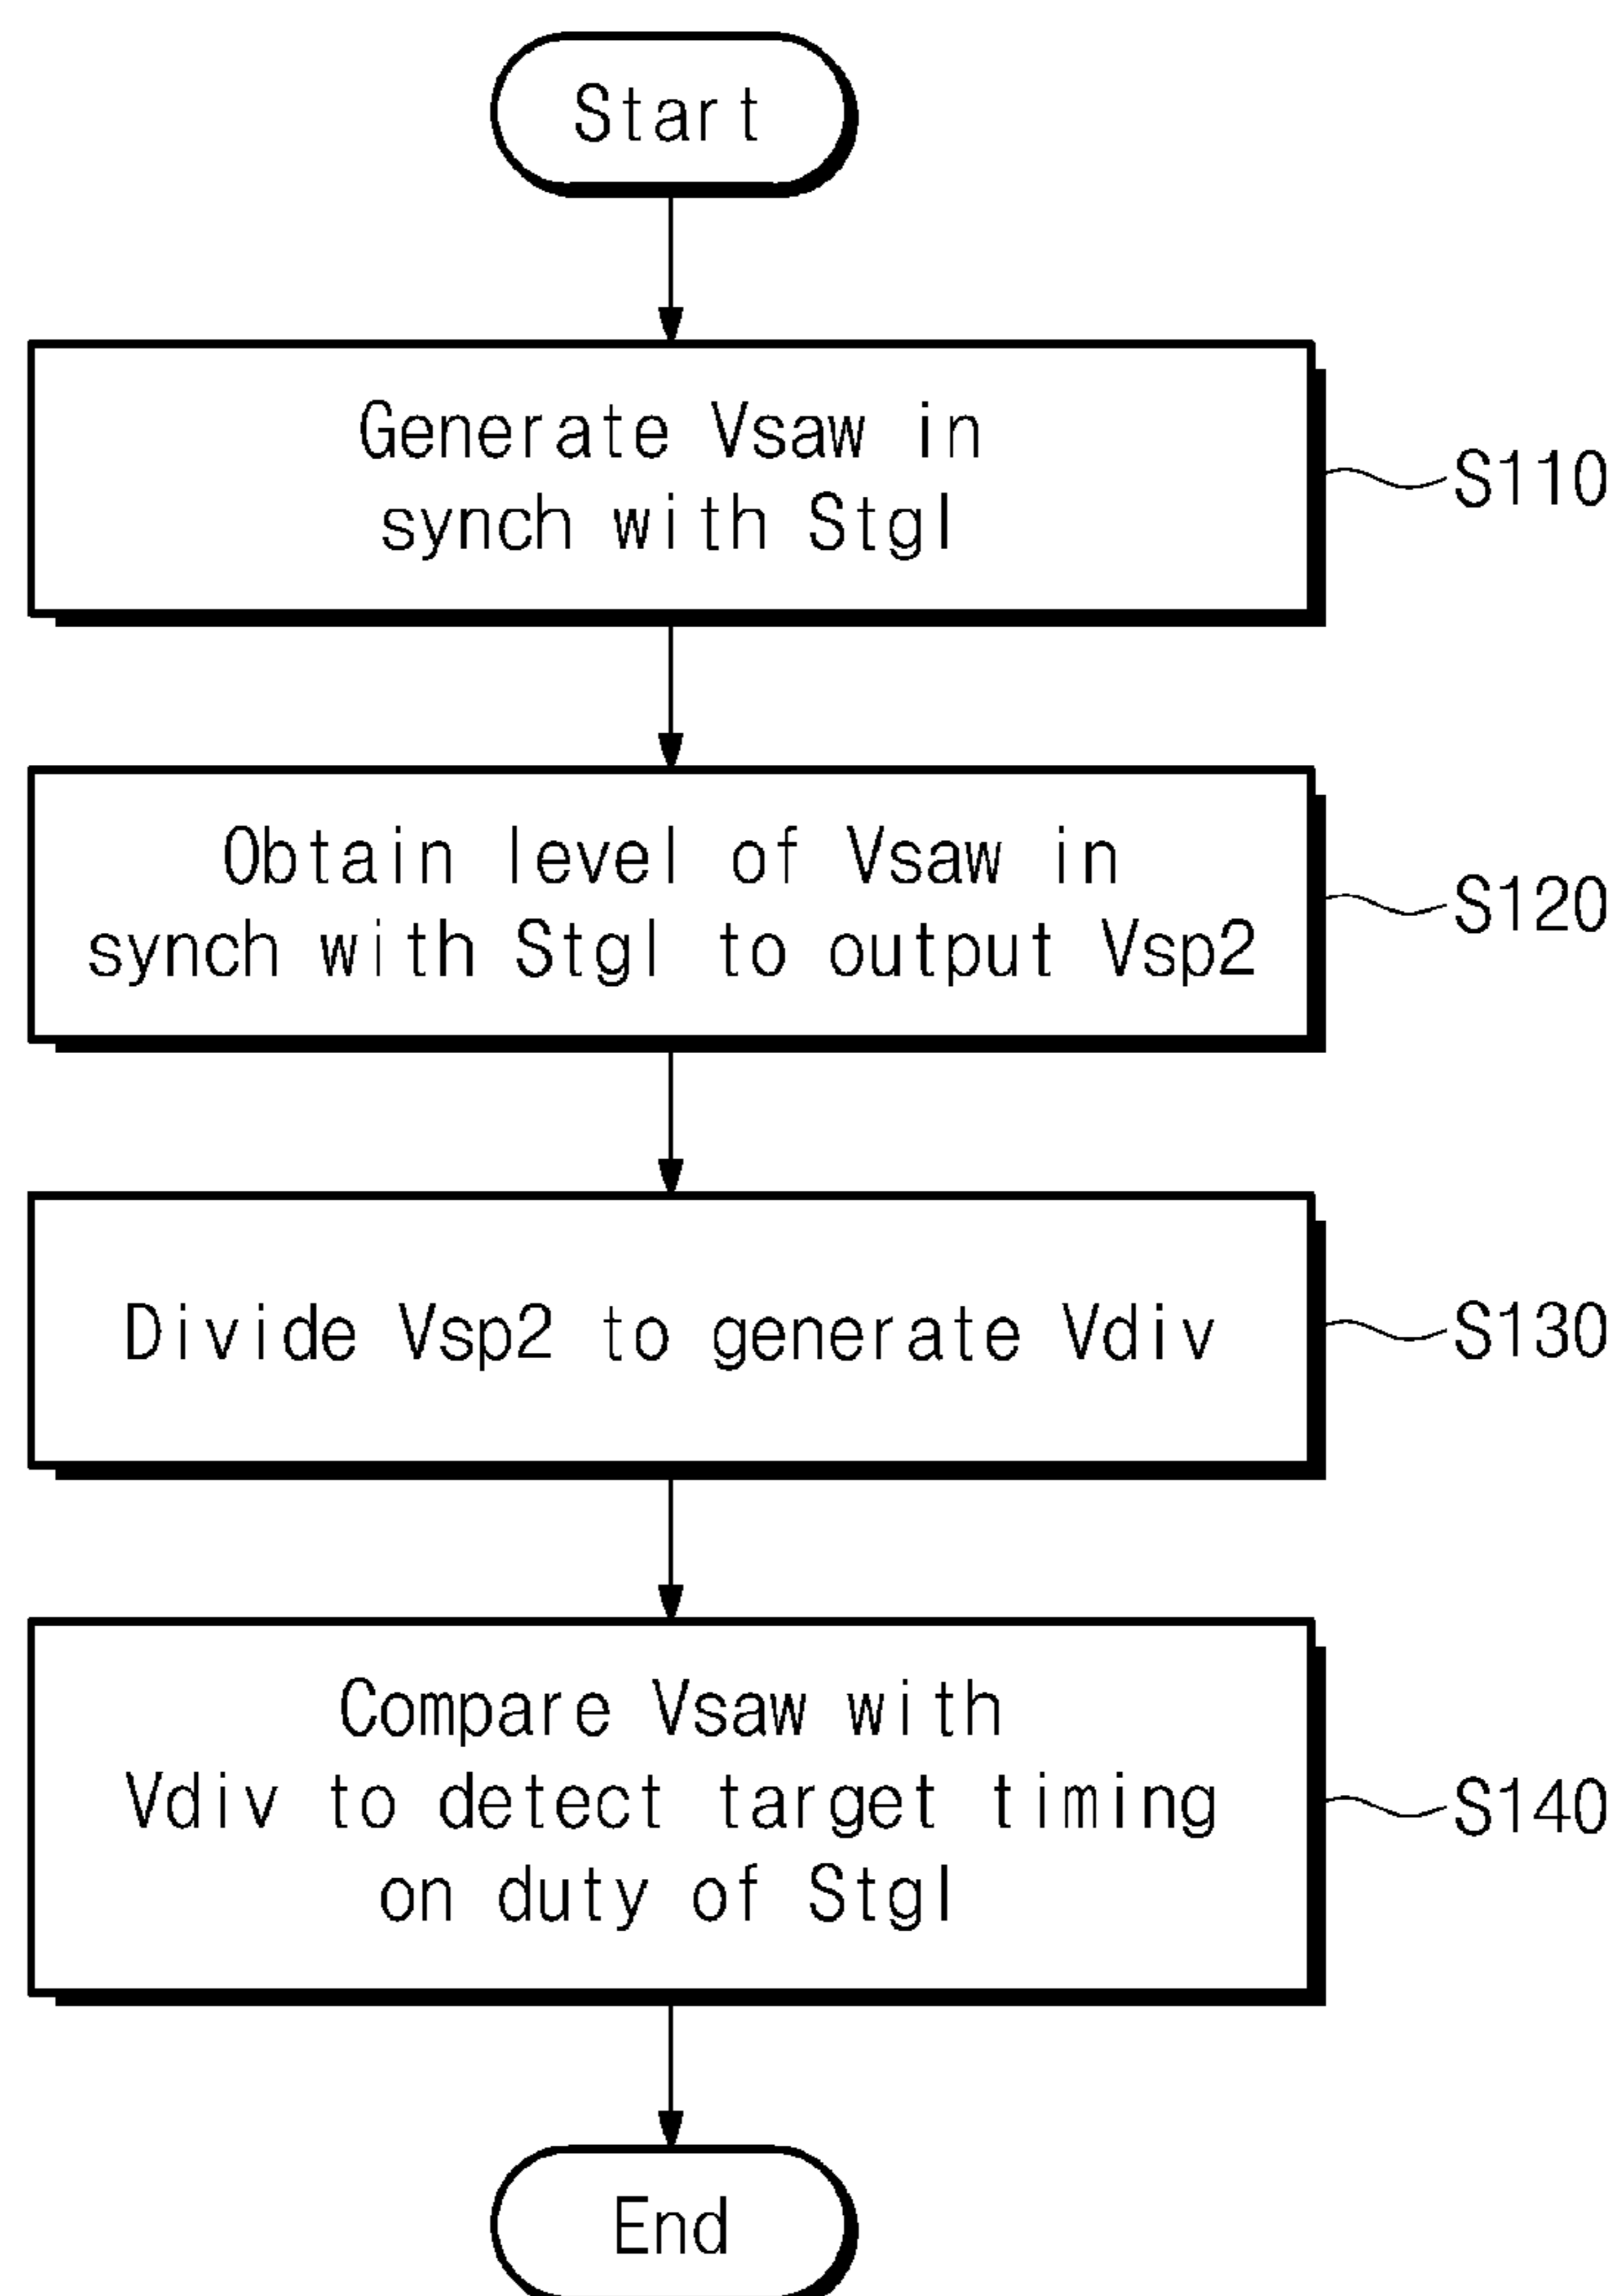 Start
Generate Vsaw in
synch with Stgl
S110
Obtain level of Vsaw in
synch with Stgl to output Vsp2
S120
Divide Vsp2 to generate Vdiv
S130
Compare Vsaw with
Vdiv to detect target timing
on duty of Stgl
S140
End